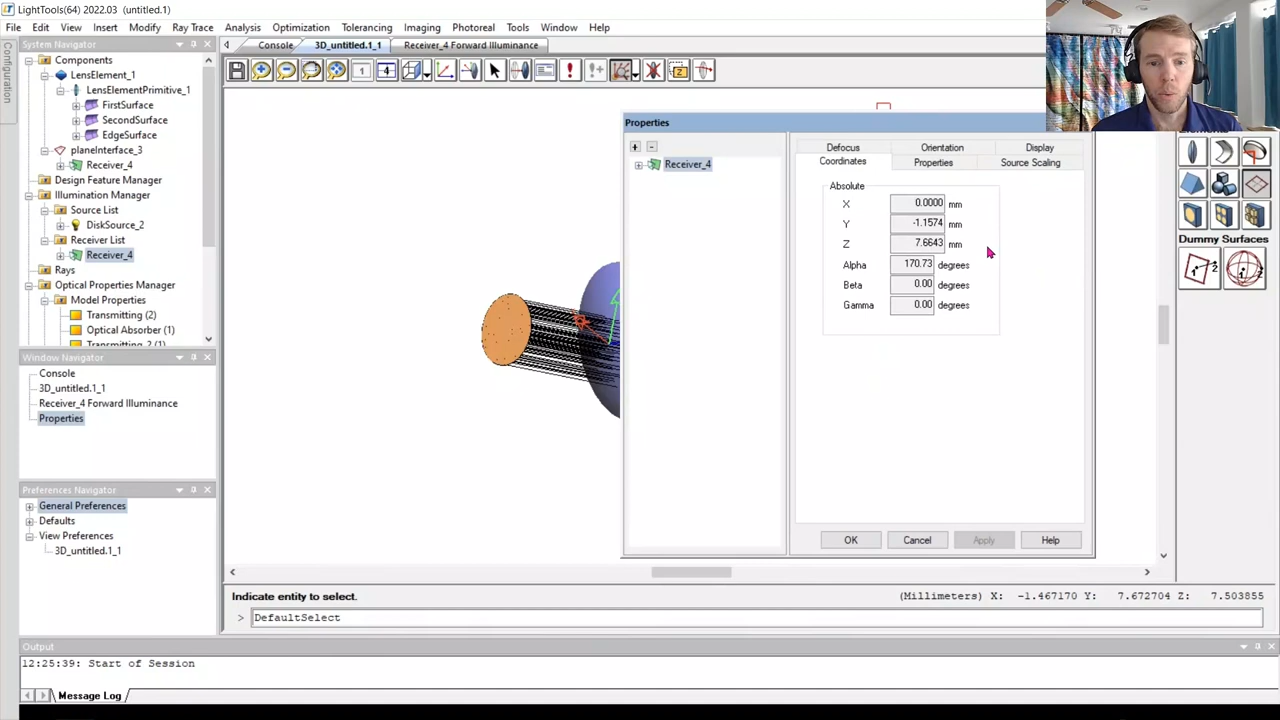 LightTools(64) 2022.03 (untitled.1)
File Edit View Insert Modify Ray Trace Analysis Optimization Tolerancing Imaging Photoreal Tools Window Help
Configuration
System Navigator
Components
LensElement_1
LensElementPrimitive_1
FirstSurface
SecondSurface
EdgeSurface
planeInterface_3
Receiver_4
Design Feature Manager
Illumination Manager
Source List
DiskSource_2
Receiver List
Receiver_4
Rays
Optical Properties Manager
Model Properties
Transmitting (2)
Optical Absorber (1)
Window Navigator
Console
3D_untitled.1_1
Receiver_4 Forward Illuminance
Properties
Preferences Navigator
General Preferences
Defaults
View Preferences
3D_untitled.1_1
Console 3D_untitled.1_1 Receiver_4 Forward Illuminance
1 4
Properties
Receiver_4
Defocus Orientation Display
Coordinates Properties Source Scaling
Absolute
X 0.0000 mm
Y -1.1574 mm
Z 7.6643 mm
Alpha 170.73 degrees
Beta 0.00 degrees
Gamma 0.00 degrees
OK Cancel Apply Help
Dummy Surfaces
Indicate entity to select.
(Millimeters) X: -1.467170 Y: 7.672704 Z: 7.503855
> DefaultSelect
Output
12:25:39: Start of Session
Message Log